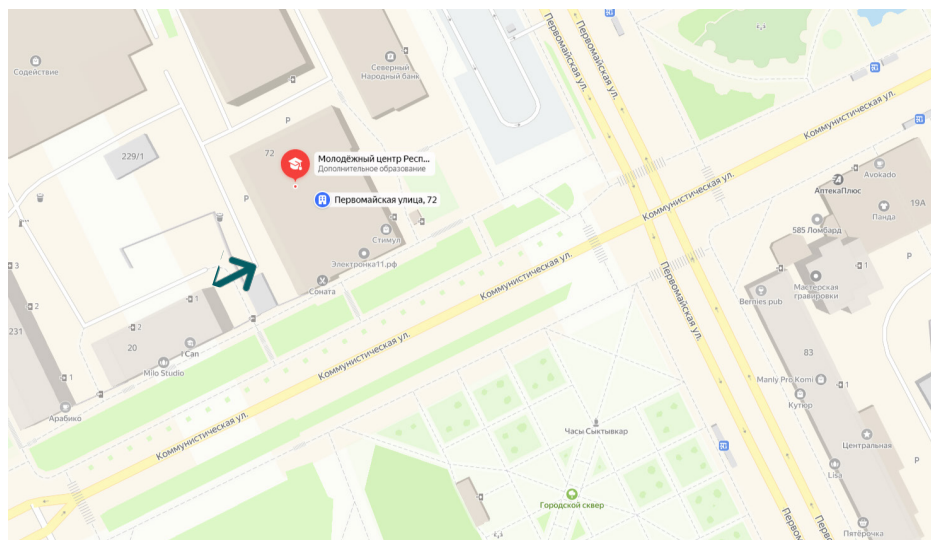 Содействие
Северный
Народный банк
Первомайская ул.
Первомайская ул.
Коммунистическая ул.
P
72
229/1
Молодёжный центр Респ...
Дополнительное образование
Первомайская улица, 72
P
Avokado
АптекаПлюс
19А
Панда
585 Ломбард
P
1
Коммунистическая ул.
Стимул
Электроника11.рф
Соната
Коммунистическая ул.
Первомайская ул.
Мастерская
гравировки
Bernies pub
3
2
1
231
2
20
I Can
Milo Studio
1
Арабико
Коммунистическая ул.
Коммунистическая ул.
83
Manly Pro Komi
1
Кутюр
Часы Сыктывкар
Городской сквер
Центральная
P
Lisa
Пятёрочка
Первомайская ул.